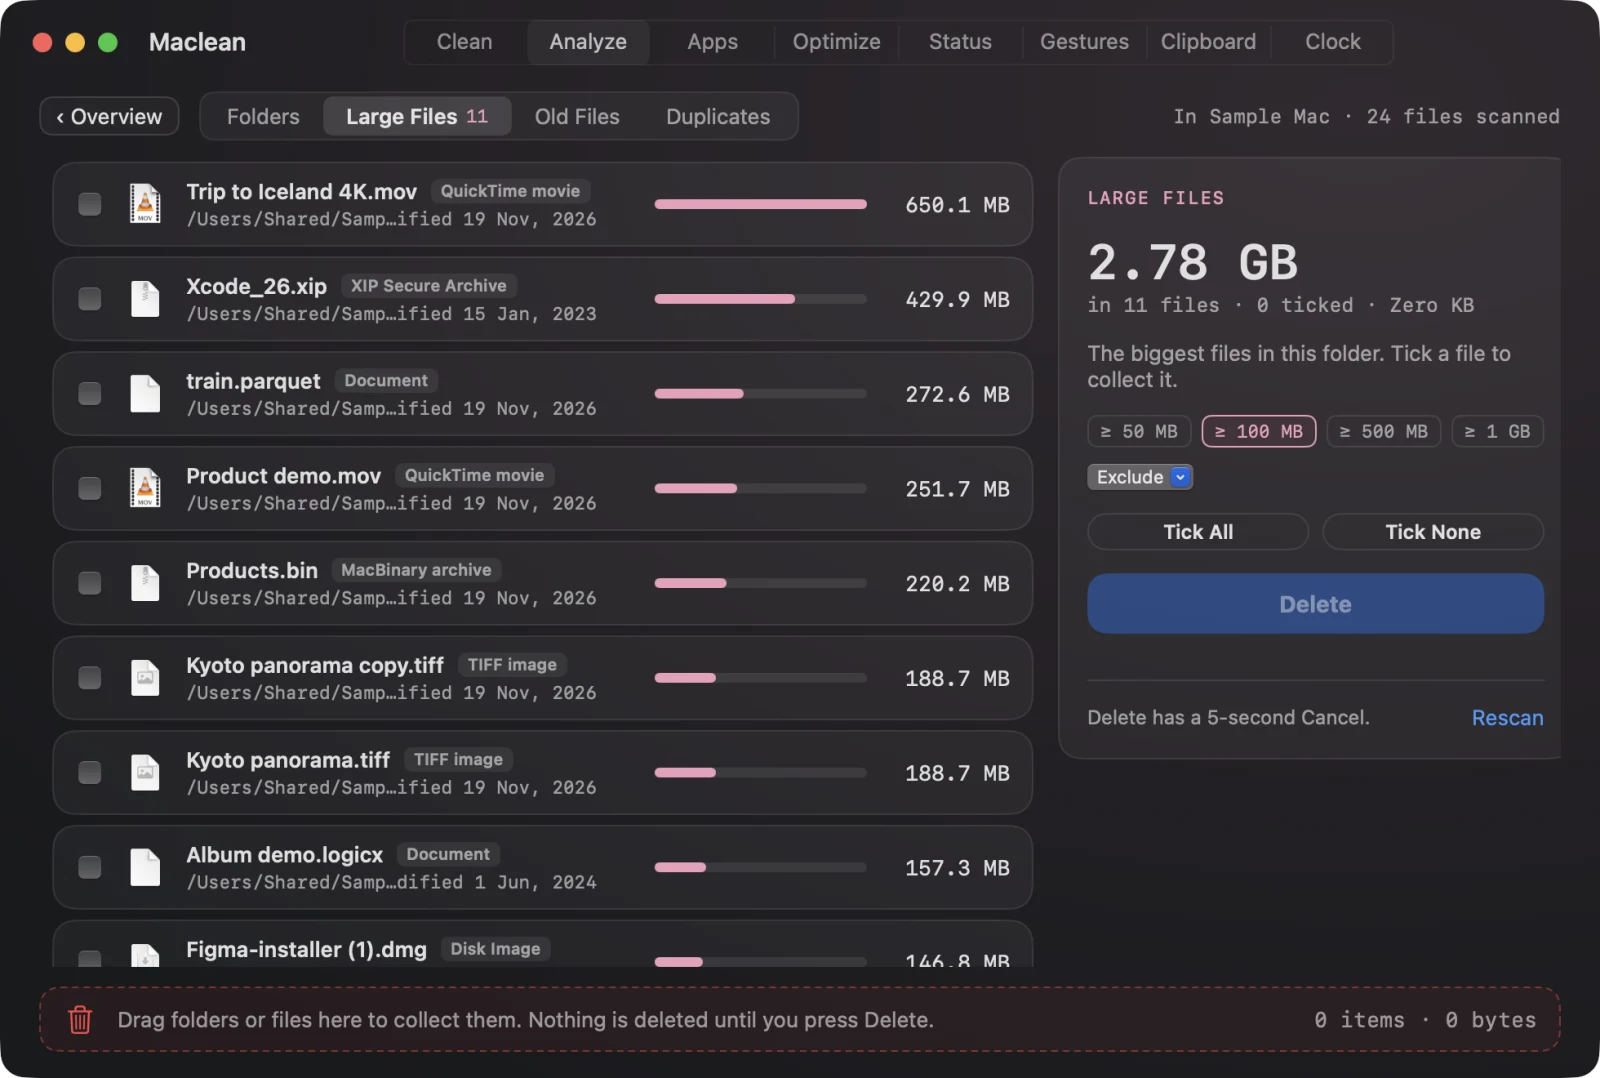 Maclean
Clean
Analyze
Apps
Optimize
Status
Gestures
Clipboard
Clock
‹ Overview
Folders
Large Files 11
Old Files
Duplicates
In Sample Mac · 24 files scanned
Trip to Iceland 4K.mov QuickTime movie
/Users/Shared/Samp…ified 19 Nov, 2026
650.1 MB
Xcode_26.xip XIP Secure Archive
/Users/Shared/Samp…ified 15 Jan, 2023
429.9 MB
train.parquet Document
/Users/Shared/Samp…ified 19 Nov, 2026
272.6 MB
Product demo.mov QuickTime movie
/Users/Shared/Samp…ified 19 Nov, 2026
251.7 MB
Products.bin MacBinary archive
/Users/Shared/Samp…ified 19 Nov, 2026
220.2 MB
Kyoto panorama copy.tiff TIFF image
/Users/Shared/Samp…ified 19 Nov, 2026
188.7 MB
Kyoto panorama.tiff TIFF image
/Users/Shared/Samp…ified 19 Nov, 2026
188.7 MB
Album demo.logicx Document
/Users/Shared/Samp…dified 1 Jun, 2024
157.3 MB
Figma-installer (1).dmg Disk Image
146.8 MB
MOV
MOV
LARGE FILES
2.78 GB
in 11 files · 0 ticked · Zero KB
The biggest files in this folder. Tick a file to
collect it.
≥ 50 MB
≥ 100 MB
≥ 500 MB
≥ 1 GB
Exclude
Tick All
Tick None
Delete
Delete has a 5-second Cancel.
Rescan
Drag folders or files here to collect them. Nothing is deleted until you press Delete.
0 items · 0 bytes